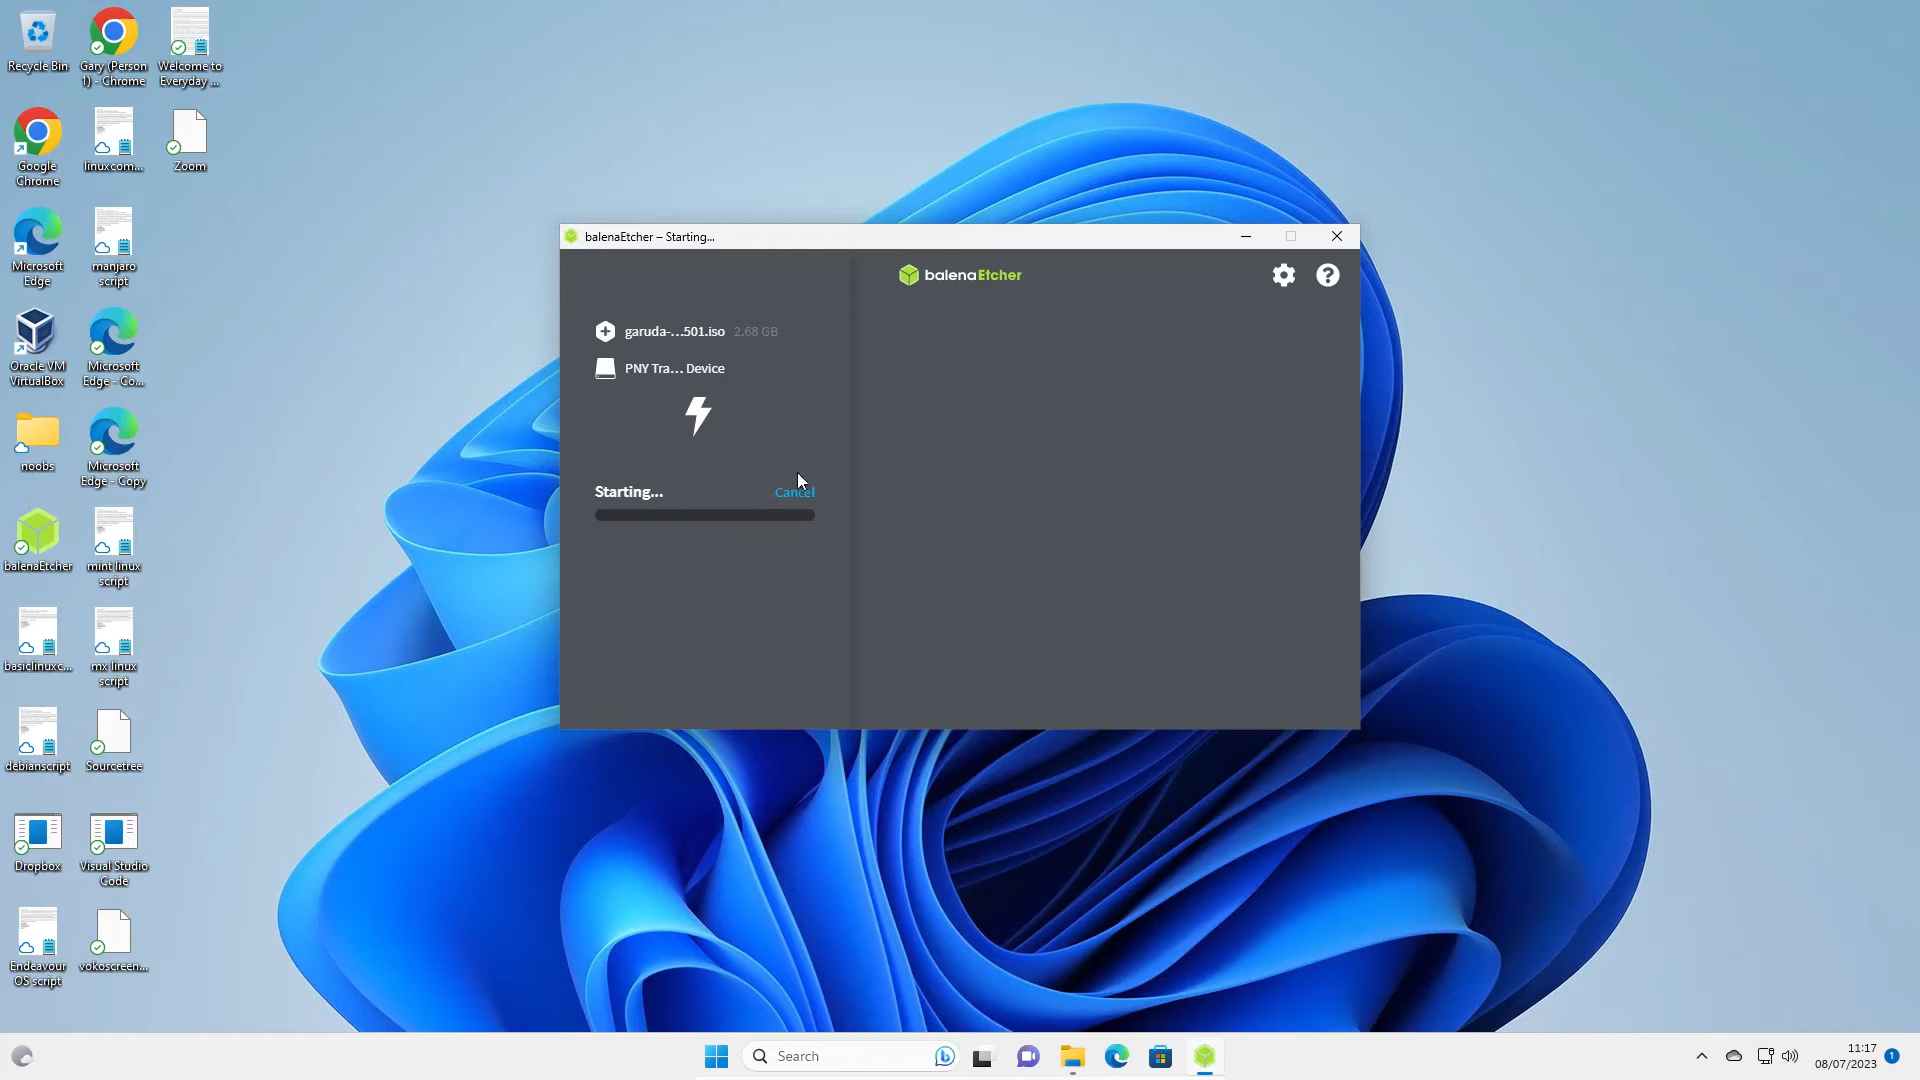 Recycle Bin
Gary (Person
1) - Chrome
Welcome to
Everyday ...
Google
Chrome
linuxcom...
Zoom
Microsoft
Edge
manjaro
script
Oracle VM
VirtualBox
Microsoft
Edge - Co...
noobs
Microsoft
Edge - Copy
balenaEtcher
mint linux
script
basiclinuxc...
mx linux
script
debianscript
Sourcetree
Dropbox
Visual Studio
Code
Endeavour
OS script
vokoscreen...
balenaEtcher – Starting...
balenaEtcher
garuda-...501.iso 2.68 GB
PNY Tra... Device
Starting... Cancel
Search
11:17
08/07/2023
1